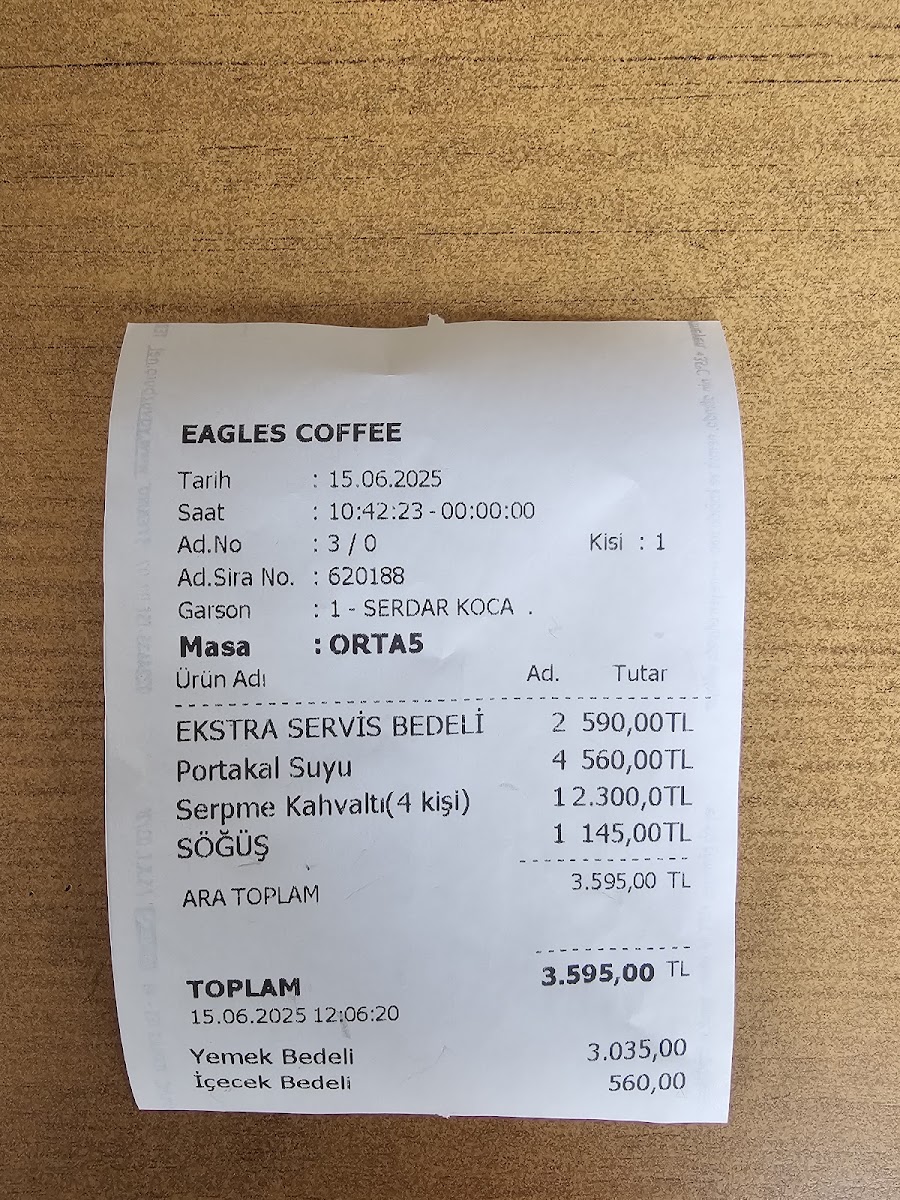 EAGLES COFFEE
Tarih : 15.06.2025
Saat : 10:42:23 - 00:00:00
Ad.No : 3 / 0 Kisi : 1
Ad.Sira No. : 620188
Garson : 1 - SERDAR KOCA .
Masa : ORTA5
Ürün Adı Ad. Tutar
EKSTRA SERVİS BEDELİ 2 590,00TL
Portakal Suyu 4 560,00TL
Serpme Kahvaltı(4 kişi) 1 2.300,0TL
SÖĞÜŞ 1 145,00TL
ARA TOPLAM 3.595,00 TL
TOPLAM 3.595,00 TL
15.06.2025 12:06:20
Yemek Bedeli 3.035,00
İçecek Bedeli 560,00